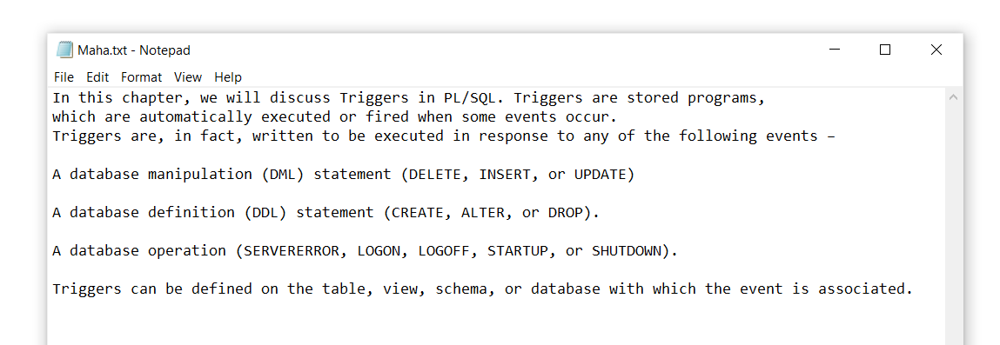 Maha.txt - Notepad
File Edit Format View Help
In this chapter, we will discuss Triggers in PL/SQL. Triggers are stored programs,
which are automatically executed or fired when some events occur.
Triggers are, in fact, written to be executed in response to any of the following events –
A database manipulation (DML) statement (DELETE, INSERT, or UPDATE)
A database definition (DDL) statement (CREATE, ALTER, or DROP).
A database operation (SERVERERROR, LOGON, LOGOFF, STARTUP, or SHUTDOWN).
Triggers can be defined on the table, view, schema, or database with which the event is associated.